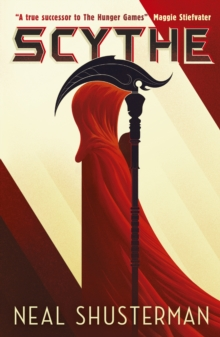 "A true successor to The Hunger Games" Maggie Stiefvater
SCYTHE
NEAL SHUSTERMAN